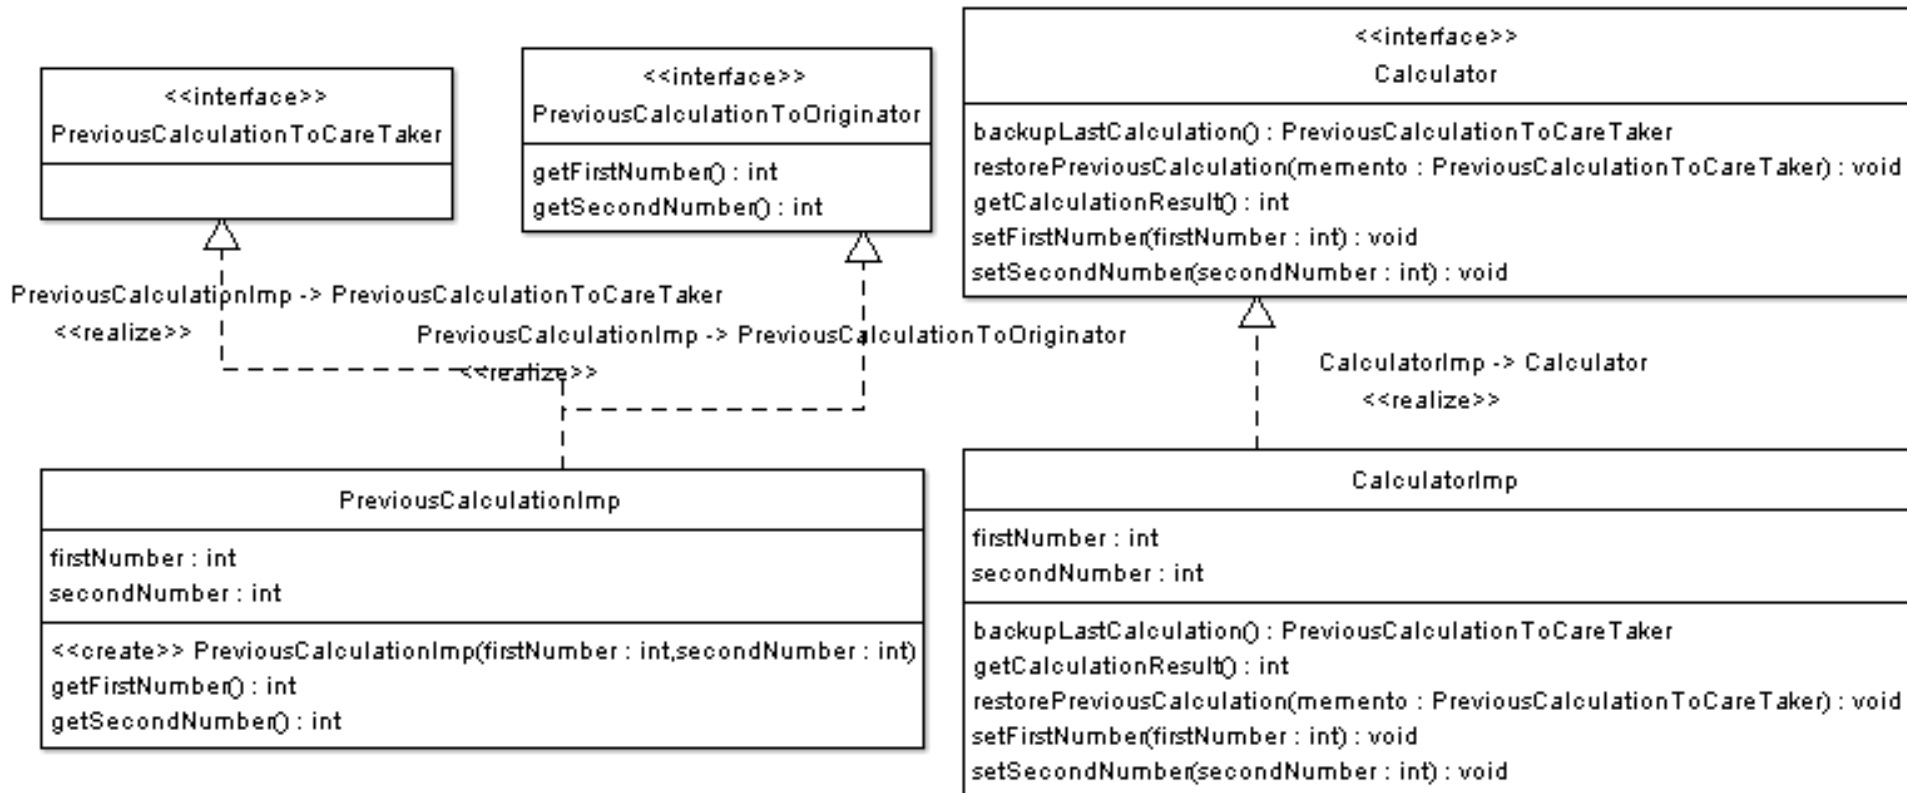 <<interface>>
PreviousCalculationToCareTaker
<<interface>>
PreviousCalculationToOriginator
getFirstNumber() : int
getSecondNumber() : int
<<interface>>
Calculator
backupLastCalculation() : PreviousCalculationToCareTaker
restorePreviousCalculation(memento : PreviousCalculationToCareTaker) : void
getCalculationResult() : int
setFirstNumber(firstNumber : int) : void
setSecondNumber(secondNumber : int) : void
PreviousCalculationImp -> PreviousCalculationToCareTaker
<<realize>>
PreviousCalculationImp -> PreviousCalculationToOriginator
<<realize>>
CalculatorImp -> Calculator
<<realize>>
PreviousCalculationImp
firstNumber : int
secondNumber : int
<<create>> PreviousCalculationImp(firstNumber : int,secondNumber : int)
getFirstNumber() : int
getSecondNumber() : int
CalculatorImp
firstNumber : int
secondNumber : int
backupLastCalculation() : PreviousCalculationToCareTaker
getCalculationResult() : int
restorePreviousCalculation(memento : PreviousCalculationToCareTaker) : void
setFirstNumber(firstNumber : int) : void
setSecondNumber(secondNumber : int) : void